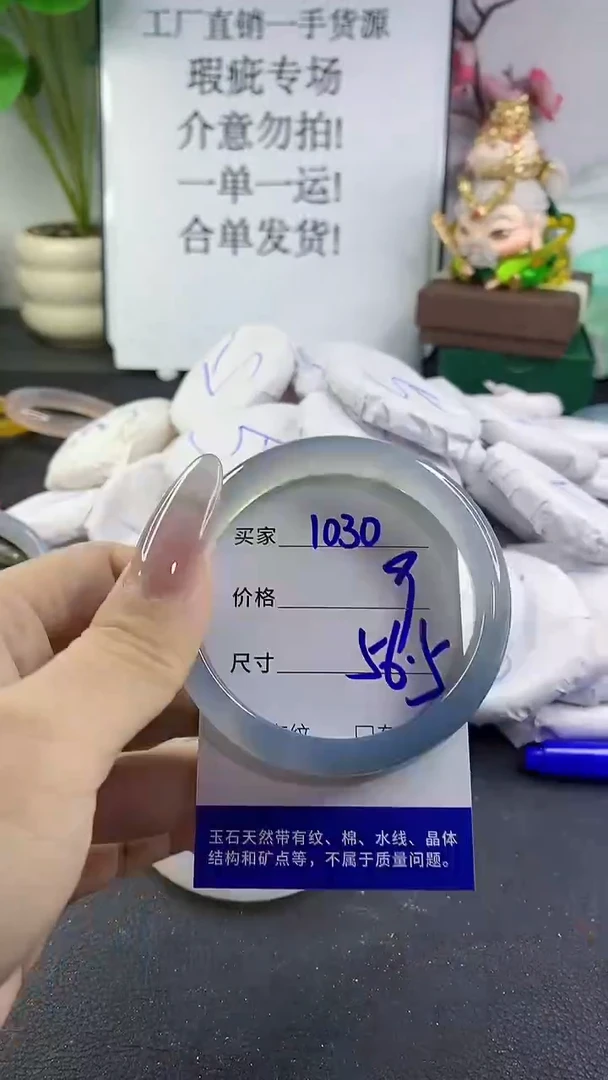 工厂直销一手货源
瑕疵专场
介意勿拍!
一单一运!
合单发货!
买家 1030
价格
尺寸 56.5
玉石天然带有纹、棉、水线、晶体
结构和矿点等，不属于质量问题。